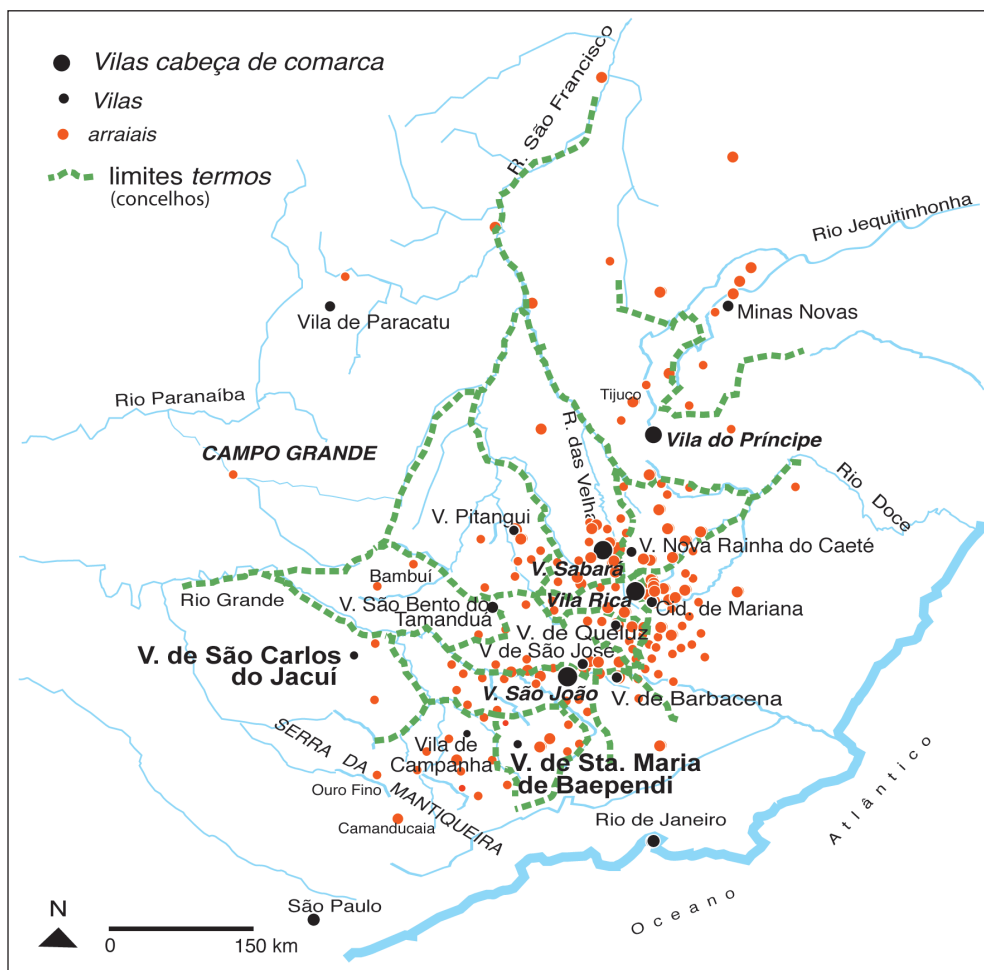 Vilas cabeça de comarca
Vilas
arraiais
limites termos
(concelhos)
R. São Francisco
Rio Jequitinhonha
Vila de Paracatu
Minas Novas
Rio Paranaíba
Tijuco
R. das Velha
CAMPO GRANDE
Vila do Príncipe
Rio Doce
V. Pitangui
V. Nova Rainha do Caeté
V. Sabará
Bambuí
Rio Grande
Vila Rica
V. São Bento do
Tamanduá
Cid. de Mariana
V. de Queluz
V de São José
V. de São Carlos
do Jacuí
V. São João
V. de Barbacena
SERRA DA MANTIQUEIRA
Vila de
Campanha
V. de Sta. Maria
de Baependi
Ouro Fino
Camanducaia
Rio de Janeiro
Oceano Atlântico
São Paulo
N
0 150 km